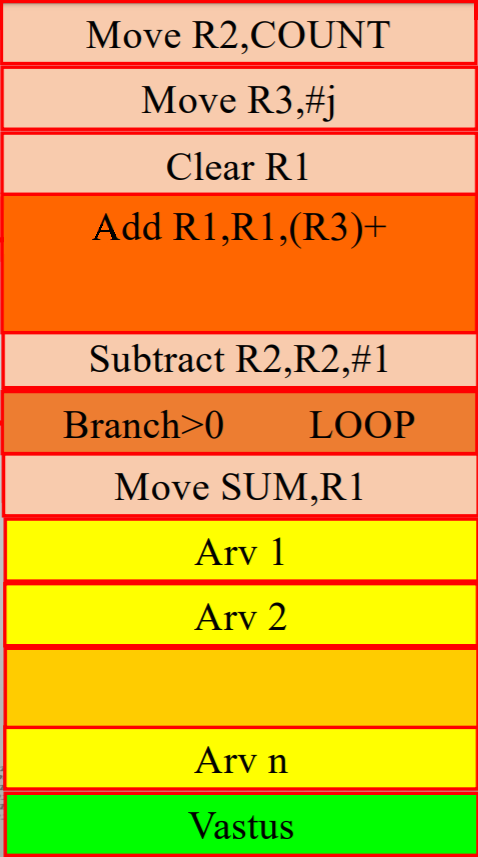 Move R2,COUNT
Move R3,#j
Clear R1
Add R1,R1,(R3)+
Subtract R2,R2,#1
Branch>0 LOOP
Move SUM,R1
Arv 1
Arv 2
Arv n
Vastus